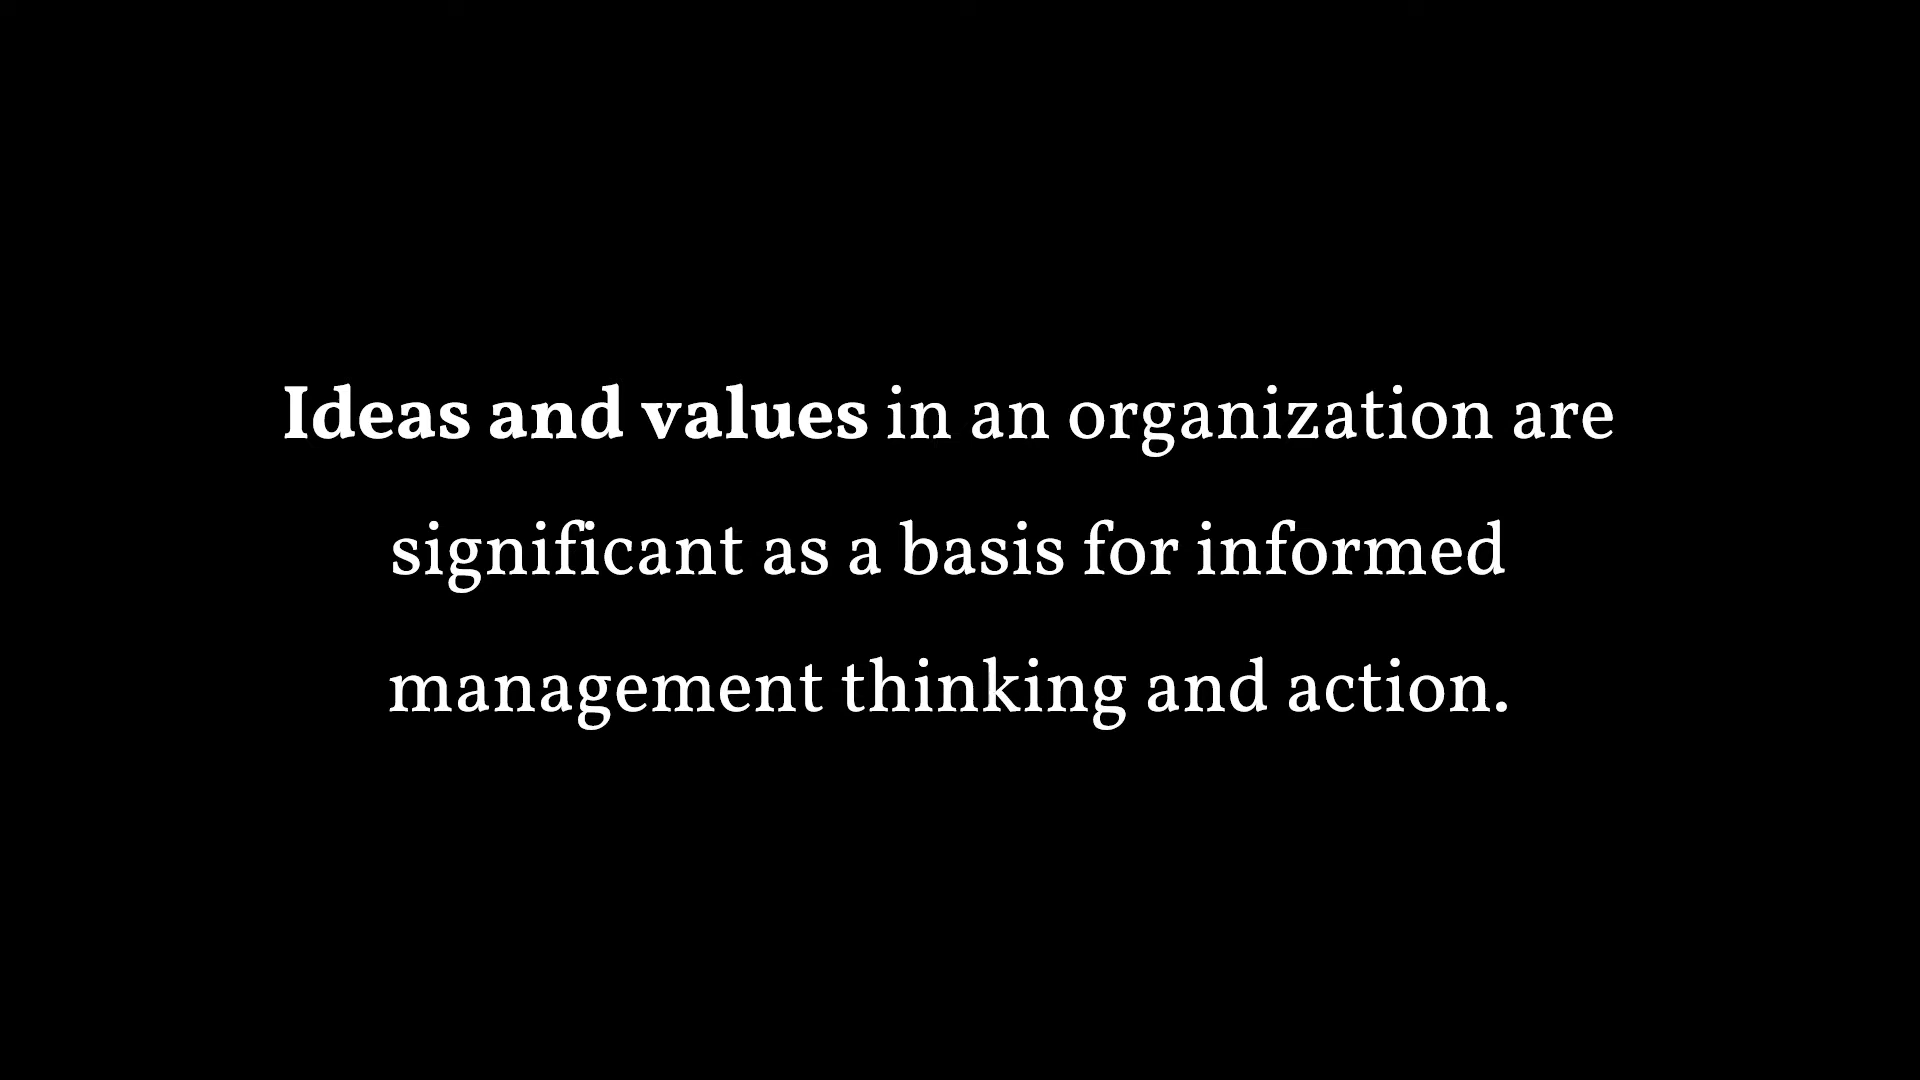 Ideas and values in an organization are
significant as a basis for informed
management thinking and action.